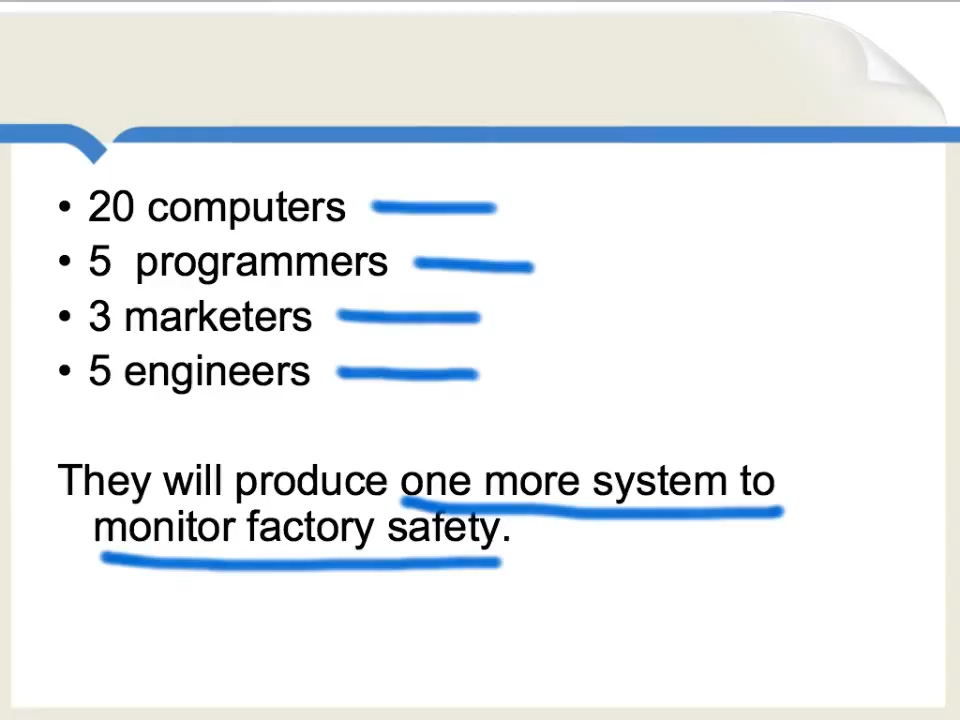 • 20 computers
• 5  programmers
• 3 marketers
• 5 engineers
They will produce one more system to
monitor factory safety.